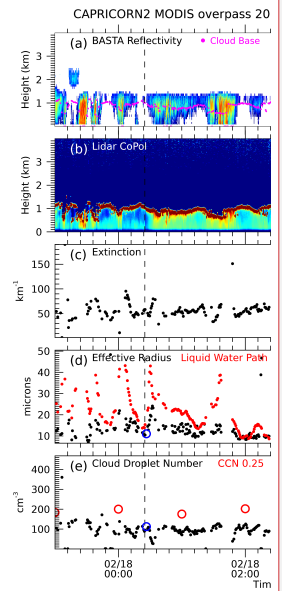 CAPRICORN2 MODIS overpass 20
(a) BASTA Reflectivity
Cloud Base
Height (km)
3
2
1
0
(b) Lidar CoPol
Height (km)
3
2
1
0
(c) Extinction
km-1
150
100
50
0
(d) Effective Radius
Liquid Water Path
microns
50
40
30
20
10
(e) Cloud Droplet Number
CCN 0.25
cm-3
400
300
200
100
02/18
00:00
02/18
02:00
Tim